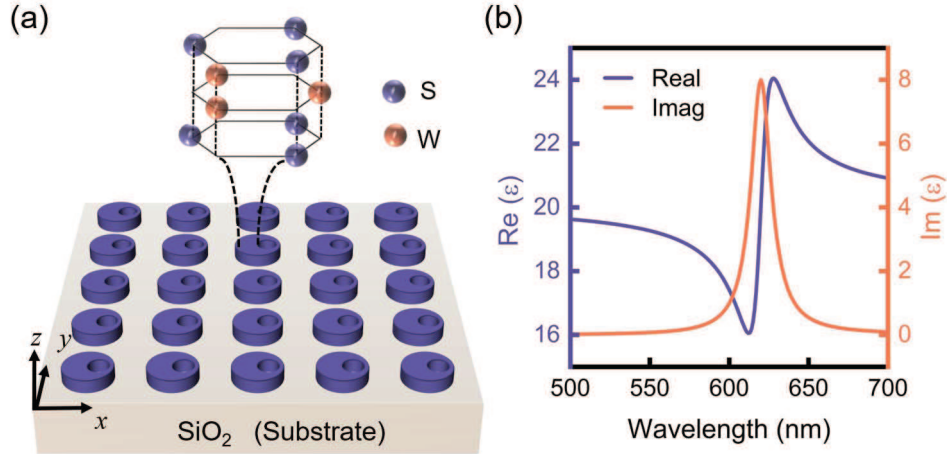 (a)
S
W
z
y
x
SiO₂ (Substrate)
(b)
Real
Imag
Re (ε)
24
22
20
18
16
Im (ε)
8
6
4
2
0
500 550 600 650 700
Wavelength (nm)